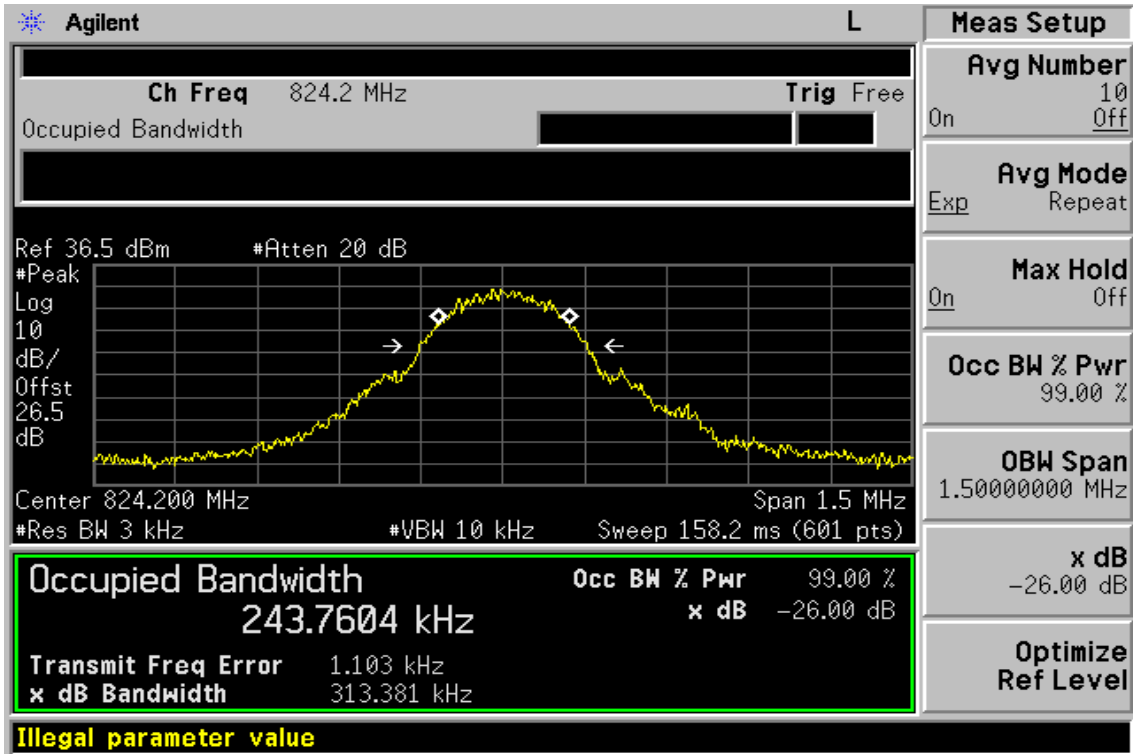 Agilent L
Ch Freq 824.2 MHz Trig Free
Occupied Bandwidth
Ref 36.5 dBm #Atten 20 dB
#Peak
Log
10
dB/
Offst
26.5
dB
Center 824.200 MHz Span 1.5 MHz
#Res BW 3 kHz #VBW 10 kHz Sweep 158.2 ms (601 pts)
Occupied Bandwidth
243.7604 kHz
Occ BW % Pwr 99.00 %
x dB -26.00 dB
Transmit Freq Error 1.103 kHz
x dB Bandwidth 313.381 kHz
Illegal parameter value
Meas Setup
Avg Number
10
On Off
Avg Mode
Exp Repeat
Max Hold
On Off
Occ BW % Pwr
99.00 %
OBW Span
1.50000000 MHz
x dB
-26.00 dB
Optimize
Ref Level